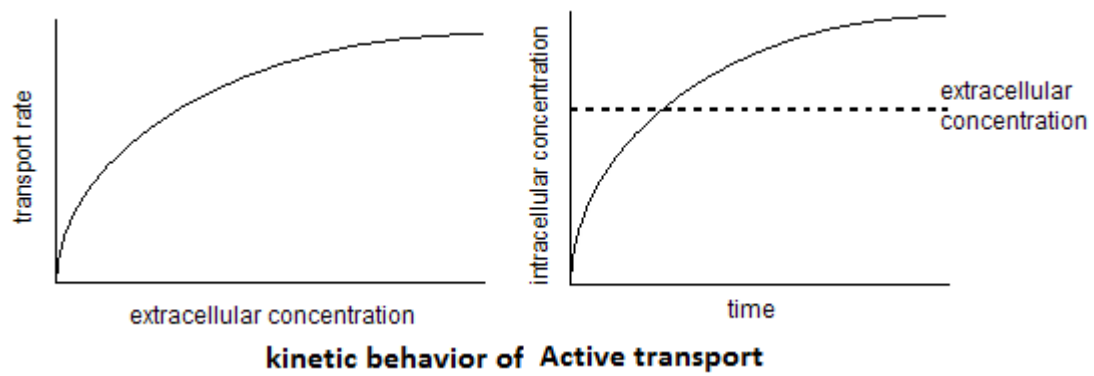 transport rate
extracellular concentration
intracellular concentration
extracellular
concentration
time
kinetic behavior of Active transport